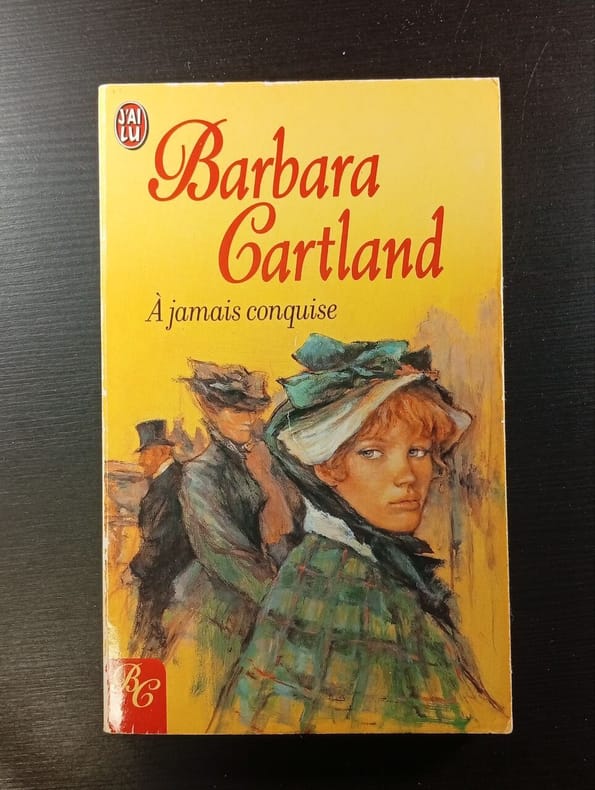 J'AI
LU
Barbara
Cartland
À jamais conquise
BC